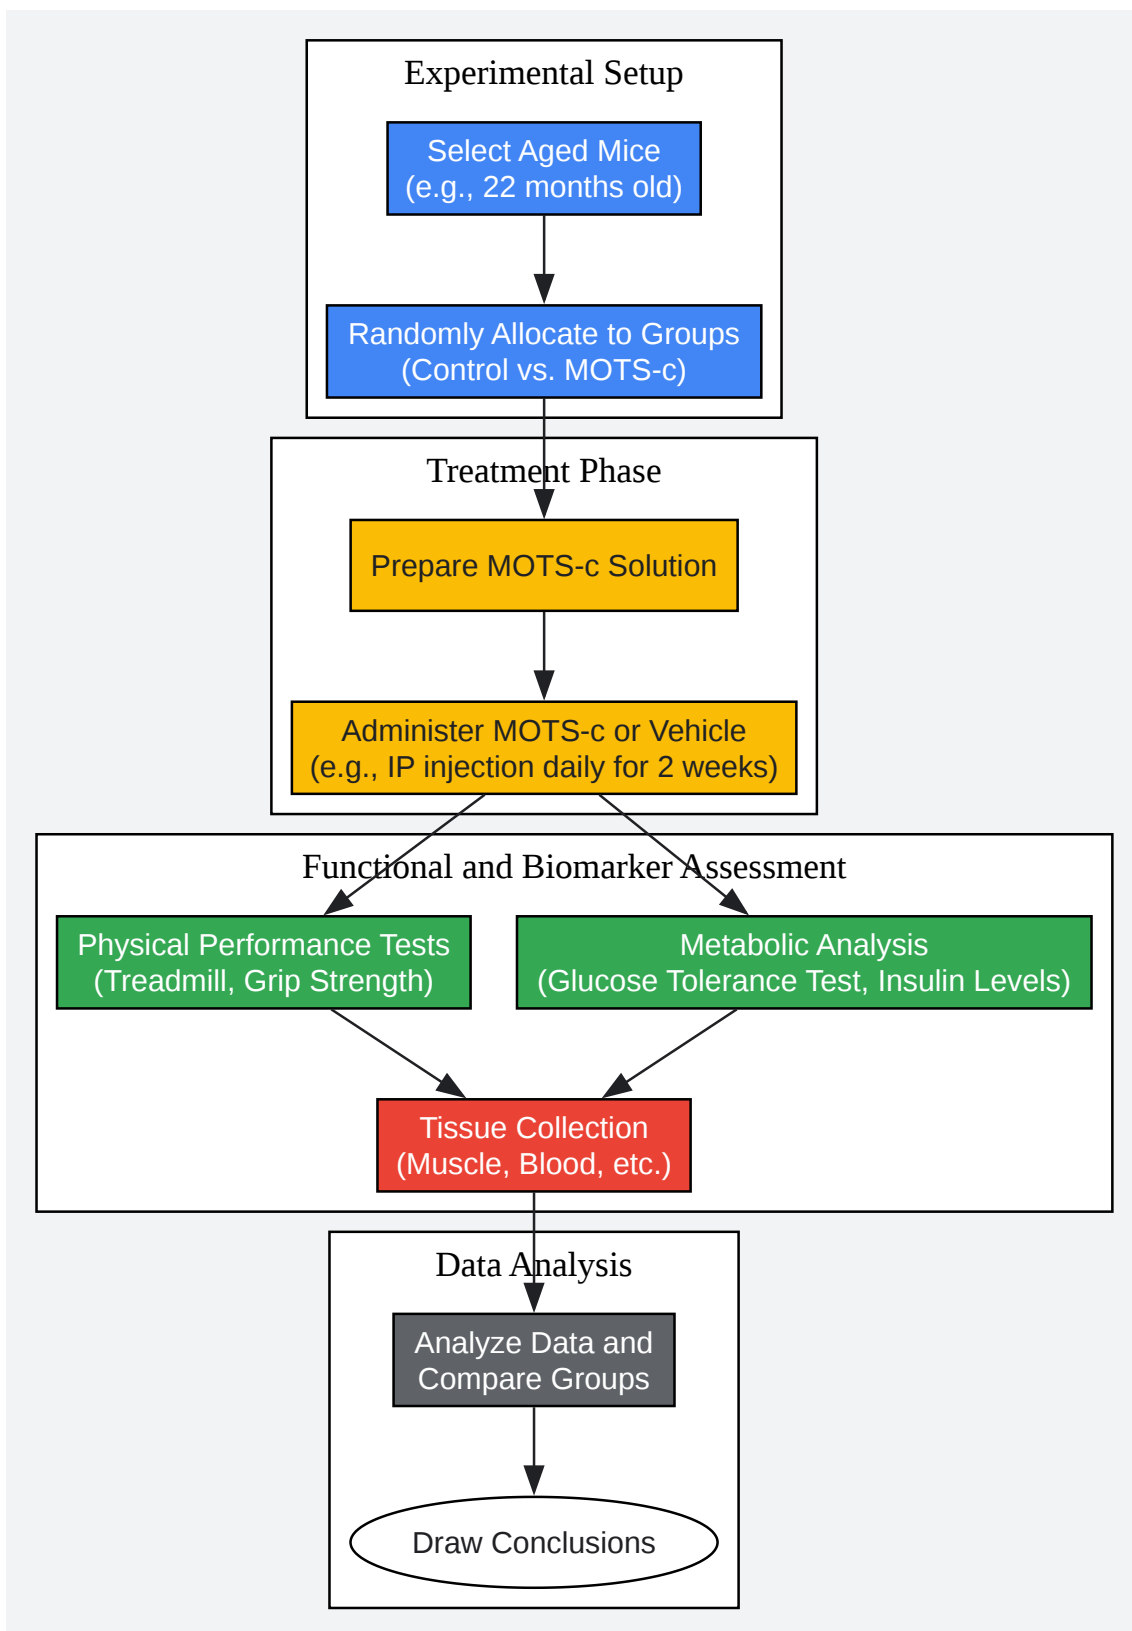 Experimental Setup
Select Aged Mice
(e.g., 22 months old)
Randomly Allocate to Groups
(Control vs. MOTS-c)
Treatment Phase
Prepare MOTS-c Solution
Administer MOTS-c or Vehicle
(e.g., IP injection daily for 2 weeks)
Functional and Biomarker Assessment
Physical Performance Tests
(Treadmill, Grip Strength)
Metabolic Analysis
(Glucose Tolerance Test, Insulin Levels)
Tissue Collection
(Muscle, Blood, etc.)
Data Analysis
Analyze Data and
Compare Groups
Draw Conclusions